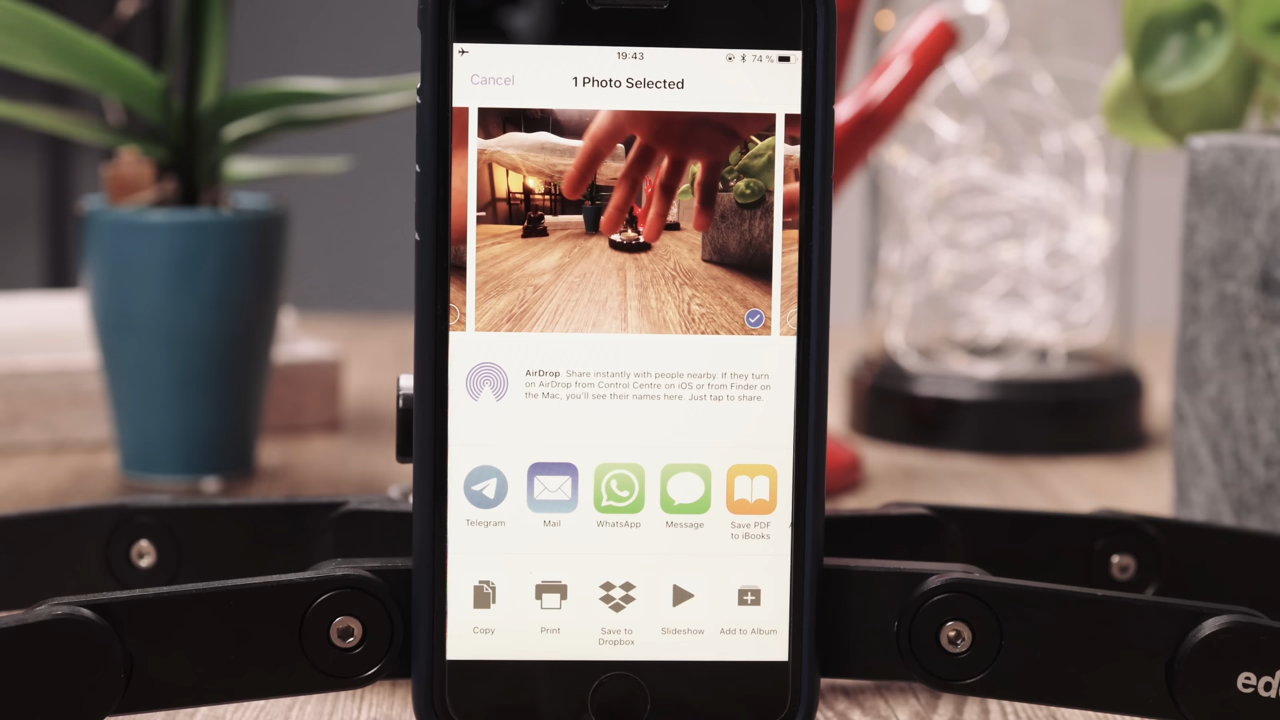 19:43
74 %
Cancel
1 Photo Selected
AirDrop. Share instantly with people nearby. If they turn
on AirDrop from Control Centre on iOS or from Finder on
the Mac, you'll see their names here. Just tap to share.
Telegram
Mail
WhatsApp
Message
Save PDF
to iBooks
Copy
Print
Save to
Dropbox
Slideshow
Add to Album